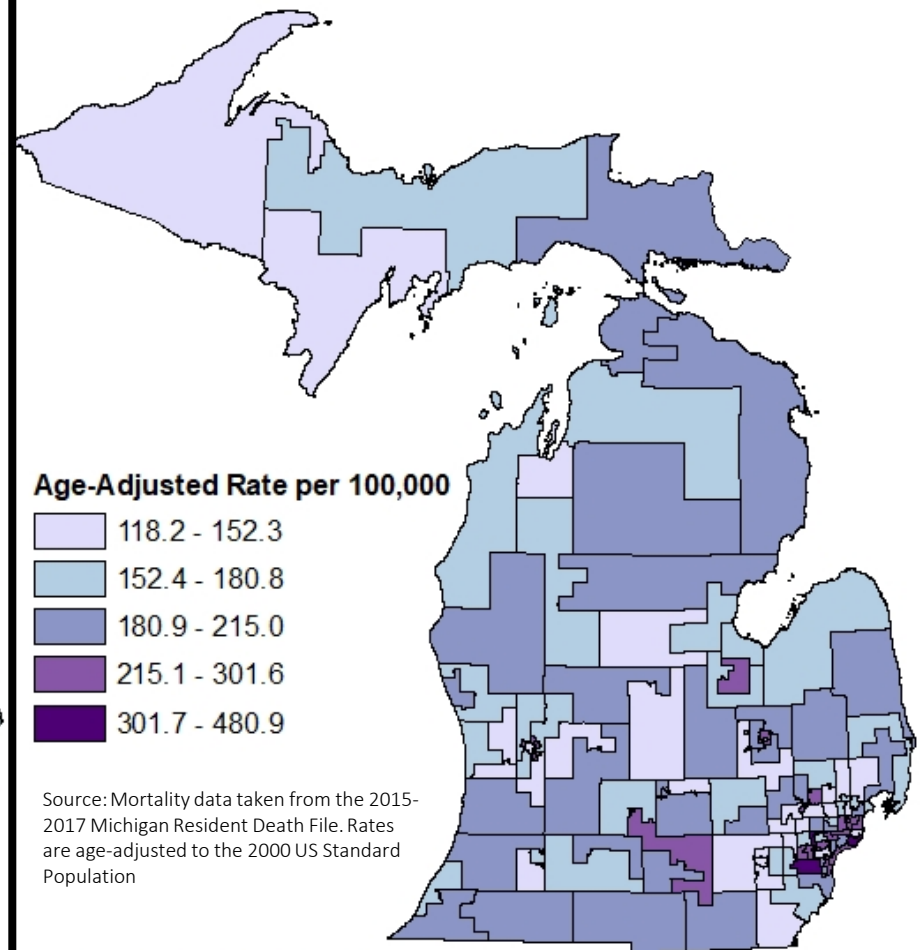 Age-Adjusted Rate per 100,000
118.2 - 152.3
152.4 - 180.8
180.9 - 215.0
215.1 - 301.6
301.7 - 480.9
Source: Mortality data taken from the 2015-
2017 Michigan Resident Death File. Rates
are age-adjusted to the 2000 US Standard
Population